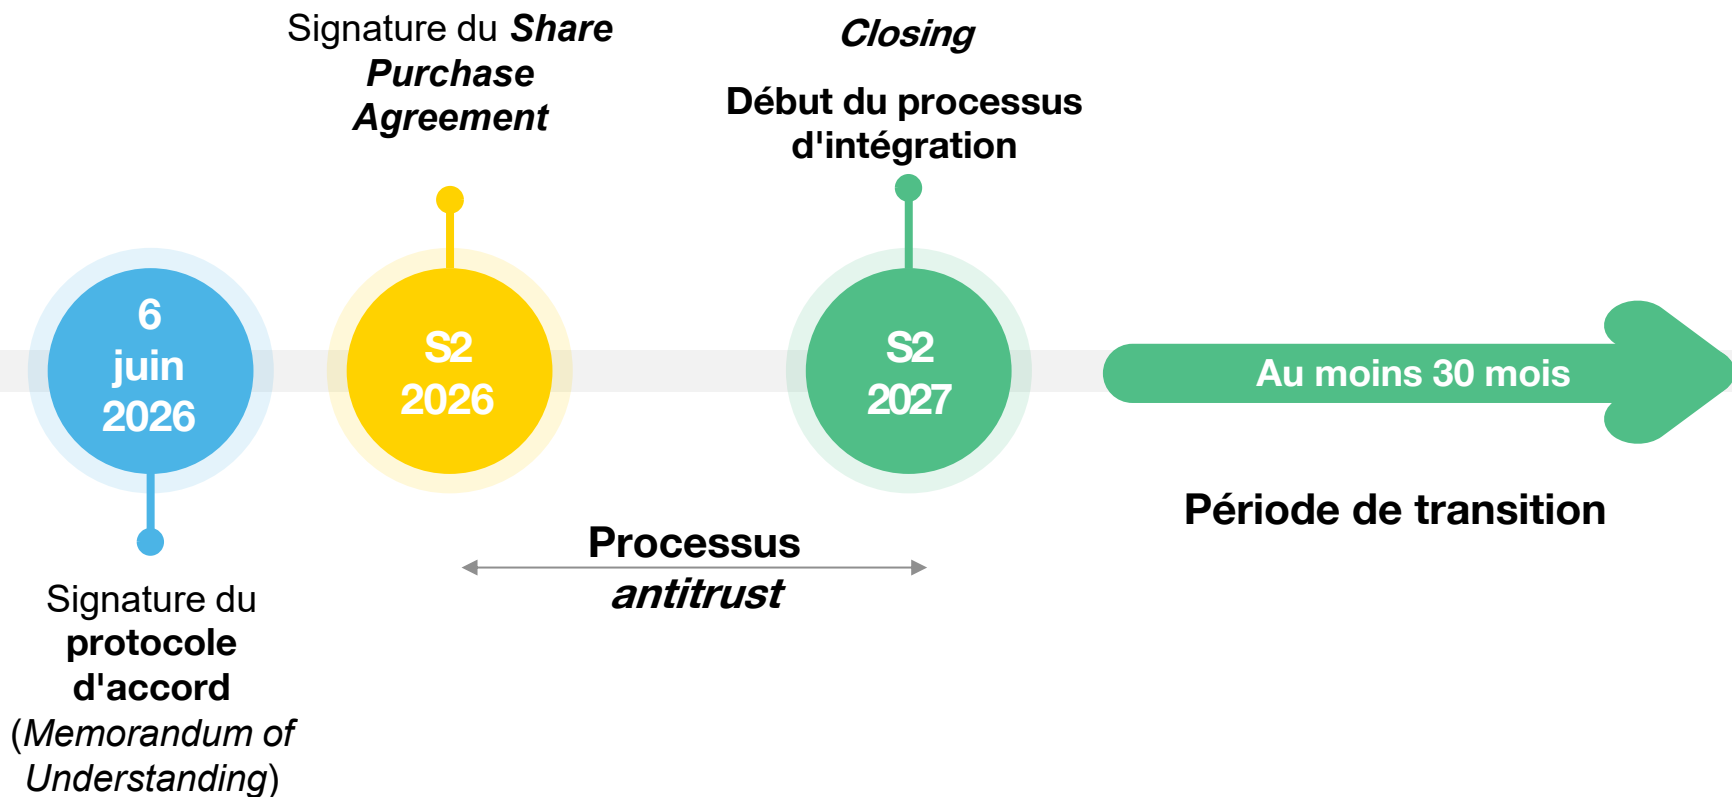 6
juin
2026
Signature du
protocole
d'accord
(Memorandum of
Understanding)
Signature du Share
Purchase
Agreement
S2
2026
Processus
antitrust
Closing
Début du processus
d'intégration
S2
2027
Au moins 30 mois
Période de transition